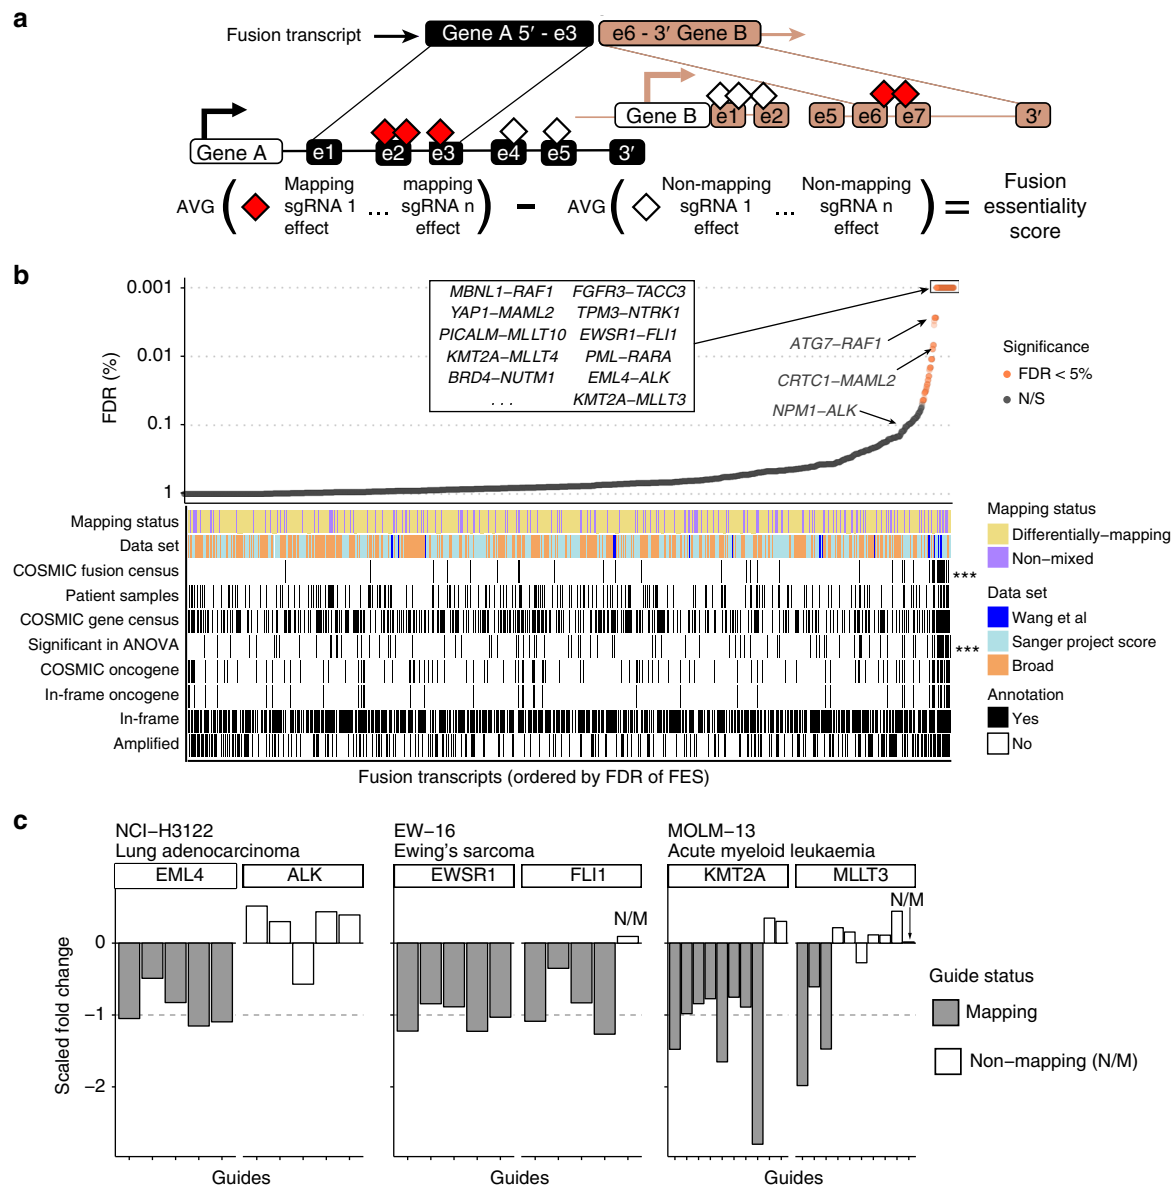 a
Fusion transcript
Gene A 5′ - e3
e6 - 3′ Gene B
Gene B
e1
e2
e5
e6
e7
3′
Gene A
e1
e2
e3
e4
e5
3′
AVG ( Mapping sgRNA 1 effect ... mapping sgRNA n effect ) - AVG ( Non-mapping sgRNA 1 effect ... Non-mapping sgRNA n effect ) = Fusion essentiality score
b
FDR (%)
0.001
0.01
0.1
1
MBNL1–RAF1 FGFR3–TACC3
YAP1–MAML2 TPM3–NTRK1
PICALM–MLLT10 EWSR1–FLI1
KMT2A–MLLT4 PML–RARA
BRD4–NUTM1 EML4–ALK
. . . KMT2A–MLLT3
ATG7–RAF1
CRTC1–MAML2
NPM1–ALK
Significance
FDR < 5%
N/S
Mapping status
Data set
COSMIC fusion census
***
Patient samples
COSMIC gene census
Significant in ANOVA
***
COSMIC oncogene
In-frame oncogene
In-frame
Amplified
Fusion transcripts (ordered by FDR of FES)
Mapping status
Differentially-mapping
Non-mixed
Data set
Wang et al
Sanger project score
Broad
Annotation
Yes
No
c
NCI–H3122
Lung adenocarcinoma
EML4
ALK
EW–16
Ewing's sarcoma
EWSR1
FLI1
N/M
MOLM–13
Acute myeloid leukaemia
KMT2A
MLLT3
N/M
Scaled fold change
0
–1
–2
Guides
Guides
Guides
Guide status
Mapping
Non–mapping (N/M)